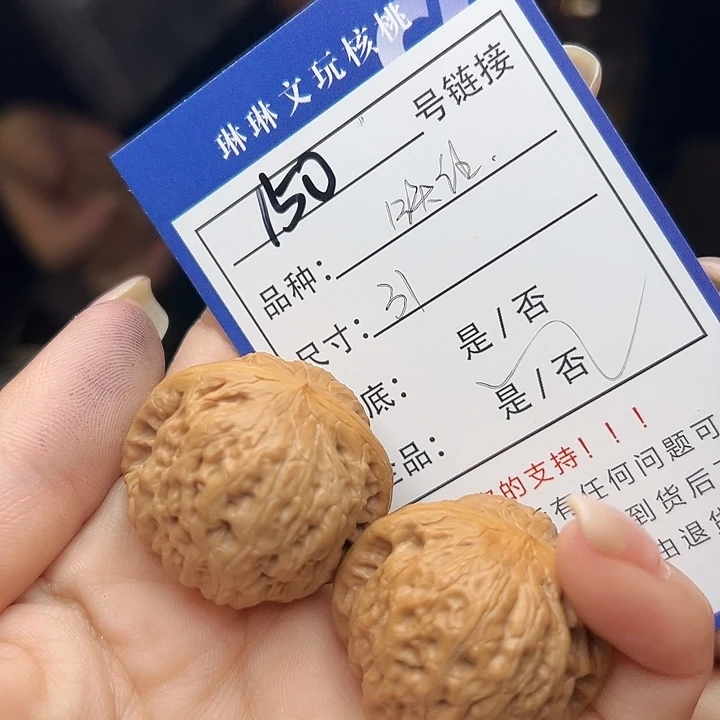 琳琳文玩核桃
150 号链接
品种：
尺寸：31
底：是/否
品：是/否
的支持！！！
有任何问题可
到货后
由退货